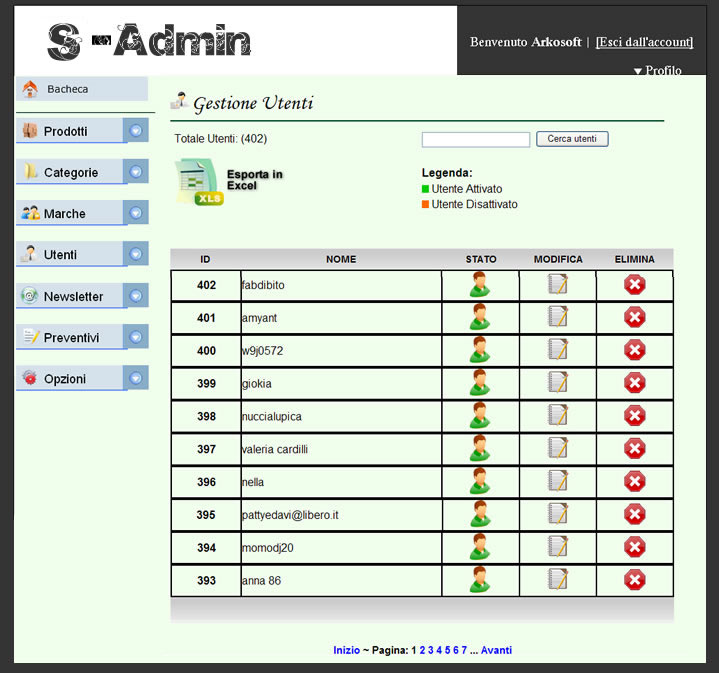 S-Admin
Benvenuto Arkosoft | [Esci dall'account]
▼ Profilo
Bacheca
Prodotti
Categorie
Marche
Utenti
Newsletter
Preventivi
Opzioni
Gestione Utenti
Totale Utenti: (402)
Cerca utenti
XLS
Esporta in
Excel
Legenda:
Utente Attivato
Utente Disattivato
ID NOME STATO MODIFICA ELIMINA
402 fabdibito
401 amyant
400 w9j0572
399 giokia
398 nuccialupica
397 valeria cardilli
396 nella
395 pattyedavi@libero.it
394 momodj20
393 anna 86
Inizio ~ Pagina: 1 2 3 4 5 6 7 ... Avanti